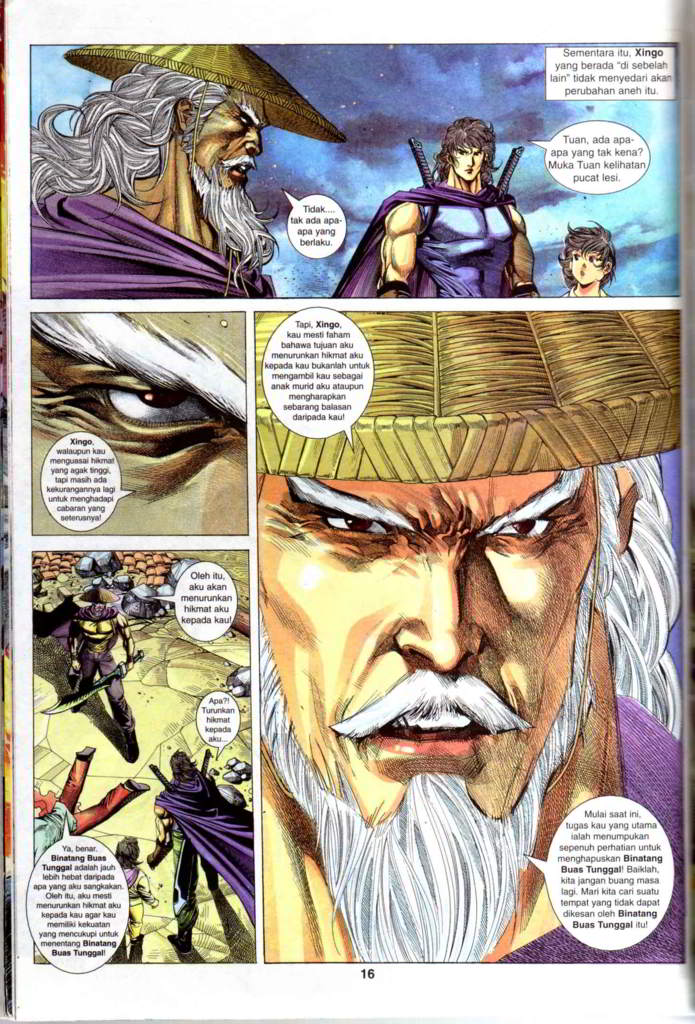 Sementara itu, Xingo
yang berada "di sebelah
lain" tidak menyedari akan
perubahan aneh itu.
Tuan, ada apa-
apa yang tak kena?
Muka Tuan kelihatan
pucat lesi.
Tidak....
tak ada apa-
apa yang
berlaku.
Xingo,
walaupun kau
menguasai hikmat
yang agak tinggi,
tapi masih ada
kekurangannya lagi
untuk menghadapi
cabaran yang
seterusnya!
Tapi, Xingo,
kau mesti faham
bahawa tujuan aku
menurunkan hikmat aku
kepada kau bukanlah untuk
mengambil kau sebagai
anak murid aku ataupun
mengharapkan
sebarang balasan
daripada kau!
Oleh itu,
aku akan
menurunkan
hikmat aku
kepada kau!
Apa?!
Turunkan
hikmat
kepada
aku...
Ya, benar.
Binatang Buas
Tunggal adalah jauh
lebih hebat daripada
apa yang aku sangkakan.
Oleh itu, aku mesti
menurunkan hikmat aku
kepada kau agar kau
memiliki kekuatan
yang mencukupi untuk
menentang Binatang
Buas Tunggal!
Mulai saat ini,
tugas kau yang utama
ialah menumpukan
sepenuh perhatian untuk
menghapuskan Binatang
Buas Tunggal! Baiklah,
kita jangan buang masa
lagi. Mari kita cari suatu
tempat yang tidak dapat
dikesan oleh Binatang
Buas Tunggal itu!
16